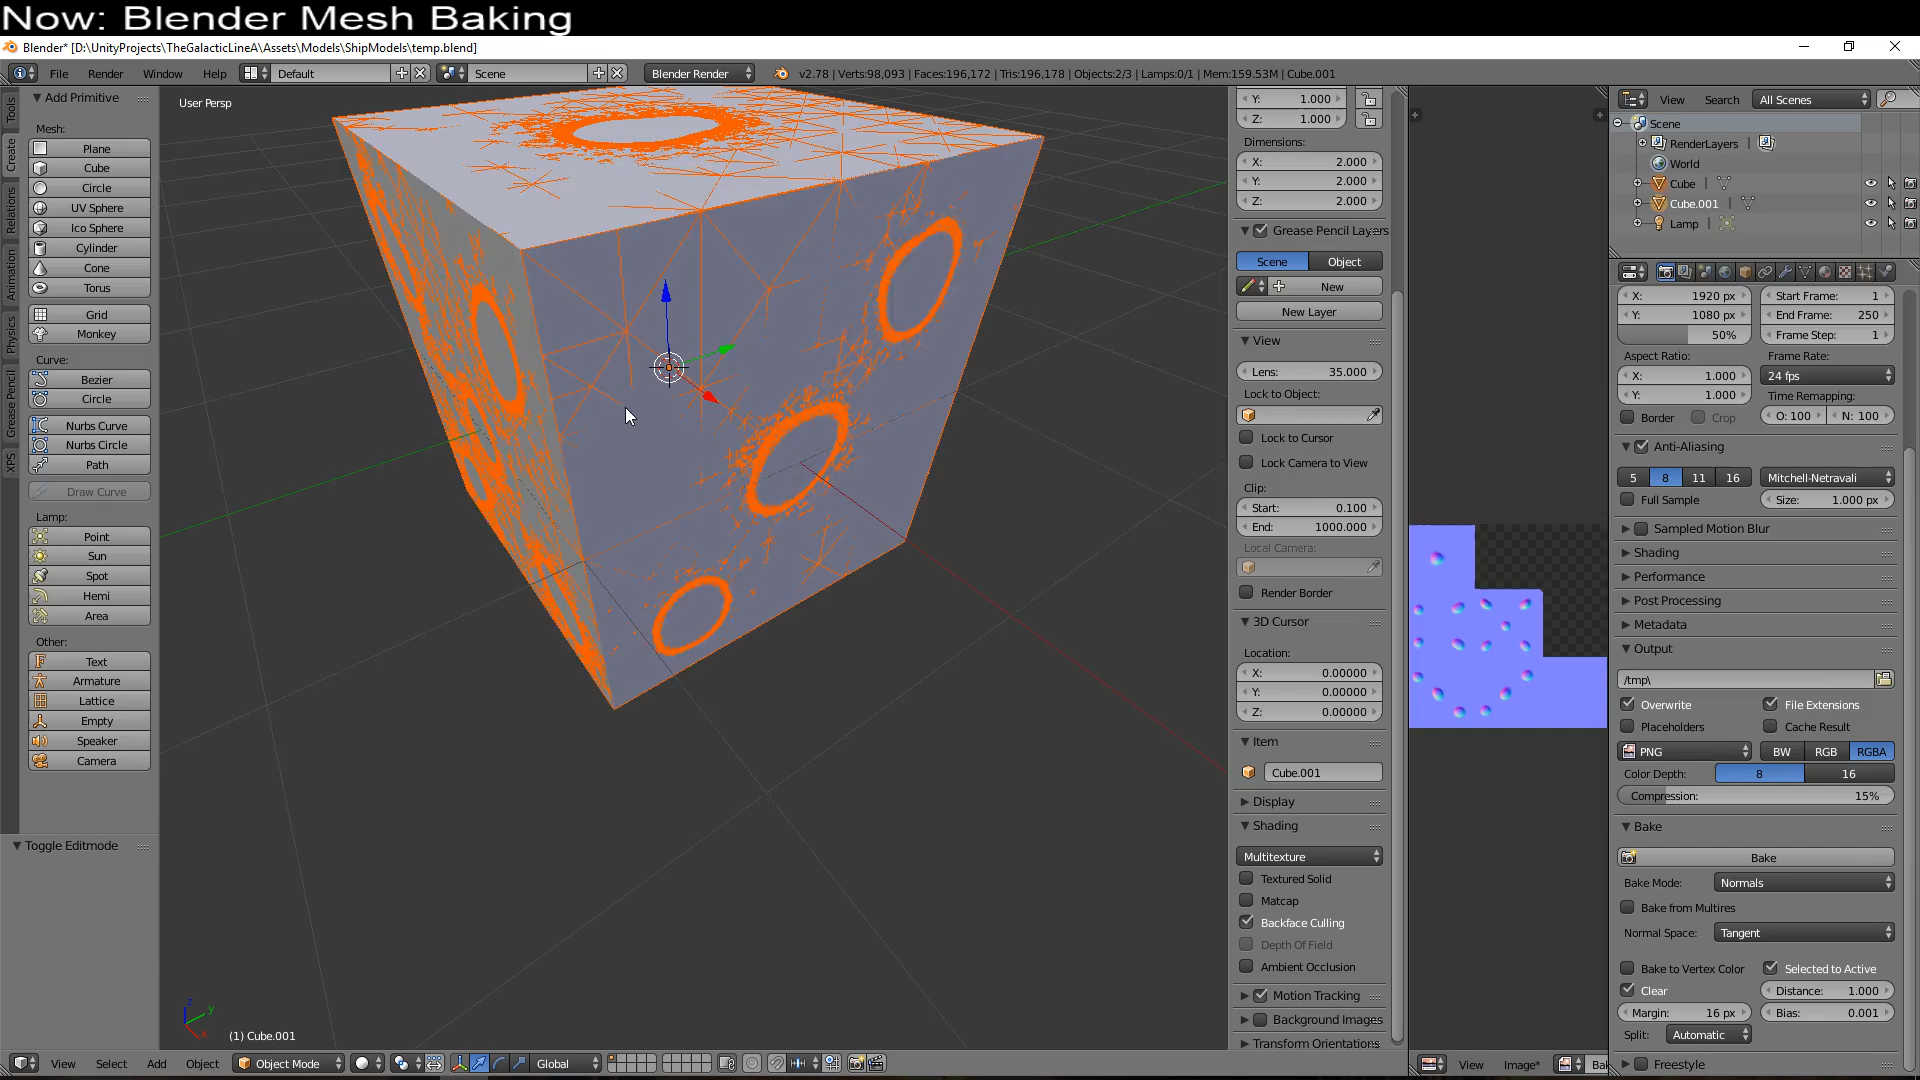 Now: Blender Mesh Baking
Blender* [D:\UnityProjects\TheGalacticLineA\Assets\Models\ShipModels\temp.blend]
File Render Window Help Default Scene Blender Render v2.78 | Verts:98,093 | Faces:196,172 | Tris:196,178 | Objects:2/3 | Lamps:0/1 | Mem:159.53M | Cube.001
Tools
Create
Relations
Animation
Physics
Grease Pencil
XPS
Add Primitive
Mesh:
Plane
Cube
Circle
UV Sphere
Ico Sphere
Cylinder
Cone
Torus
Grid
Monkey
Curve:
Bezier
Circle
Nurbs Curve
Nurbs Circle
Path
Draw Curve
Lamp:
Point
Sun
Spot
Hemi
Area
Other:
Text
Armature
Lattice
Empty
Speaker
Camera
Toggle Editmode
User Persp
z
y
x
(1) Cube.001
View Select Add Object Object Mode Global
Y: 1.000
Z: 1.000
Dimensions:
X: 2.000
Y: 2.000
Z: 2.000
Grease Pencil Layers
Scene Object
New
New Layer
View
Lens: 35.000
Lock to Object:
Lock to Cursor
Lock Camera to View
Clip:
Start: 0.100
End: 1000.000
Local Camera:
Render Border
3D Cursor
Location:
X: 0.00000
Y: 0.00000
Z: 0.00000
Item
Cube.001
Display
Shading
Multitexture
Textured Solid
Matcap
Backface Culling
Depth Of Field
Ambient Occlusion
Motion Tracking
Background Images
Transform Orientations
View Image* Bak
View Search All Scenes
Scene
RenderLayers
World
Cube
Cube.001
Lamp
X: 1920 px Start Frame: 1
Y: 1080 px End Frame: 250
50% Frame Step: 1
Aspect Ratio: Frame Rate:
X: 1.000 24 fps
Y: 1.000 Time Remapping:
Border Crop O: 100 N: 100
Anti-Aliasing
5 8 11 16 Mitchell-Netravali
Full Sample Size: 1.000 px
Sampled Motion Blur
Shading
Performance
Post Processing
Metadata
Output
/tmp\
Overwrite File Extensions
Placeholders Cache Result
PNG BW RGB RGBA
Color Depth: 8 16
Compression: 15%
Bake
Bake
Bake Mode: Normals
Bake from Multires
Normal Space: Tangent
Bake to Vertex Color Selected to Active
Clear Distance: 1.000
Margin: 16 px Bias: 0.001
Split: Automatic
Freestyle